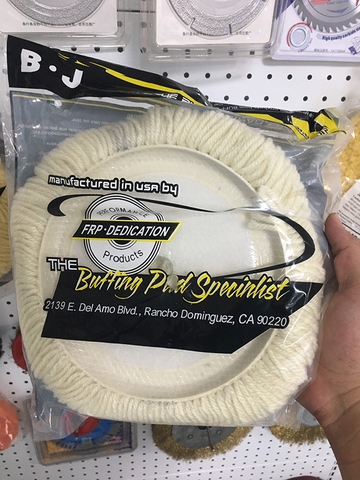 B.J
manufactured in USA by
PERFORMANCE
FRP·DEDICATION
Products
THE
Buffing Pad Specialist
2139 E. Del Amo Blvd., Rancho Dominguez, CA 90220